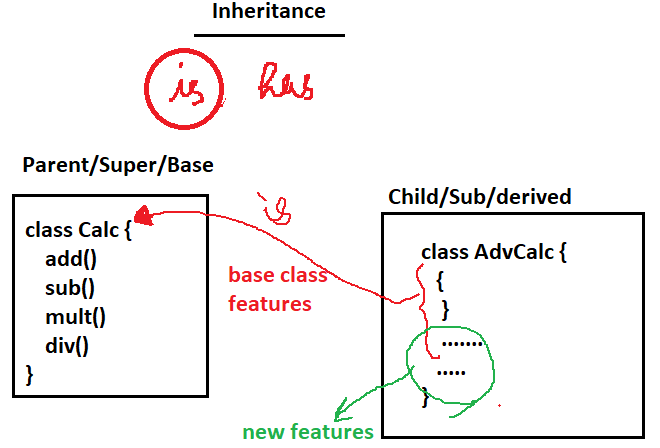 Inheritance
is has
Parent/Super/Base
class Calc {
add()
sub()
mult()
div()
}
is
base class
features
Child/Sub/derived
class AdvCalc {
{
}
.......
.....
}
new features